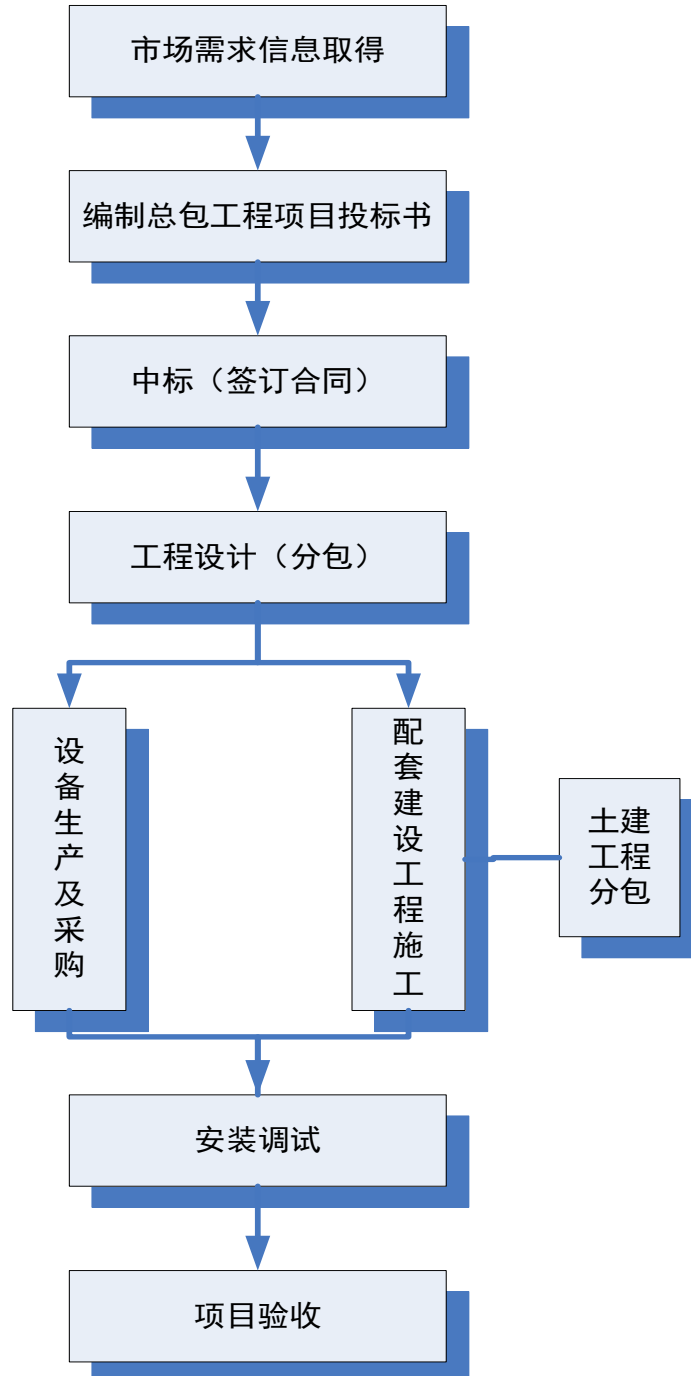 市场需求信息取得
编制总包工程项目投标书
中标（签订合同）
工程设计（分包）
设备生产及采购
配套建设工程施工
土建
工程
分包
安装调试
项目验收